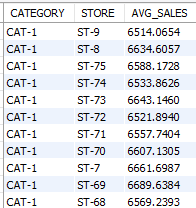 CATEGORY STORE AVG_SALES
CAT-1 ST-9 6514.0654
CAT-1 ST-8 6634.6057
CAT-1 ST-75 6588.1728
CAT-1 ST-74 6533.8626
CAT-1 ST-73 6643.1460
CAT-1 ST-72 6521.8940
CAT-1 ST-71 6557.7404
CAT-1 ST-70 6607.1305
CAT-1 ST-7 6661.6987
CAT-1 ST-69 6689.6384
CAT-1 ST-68 6569.2393